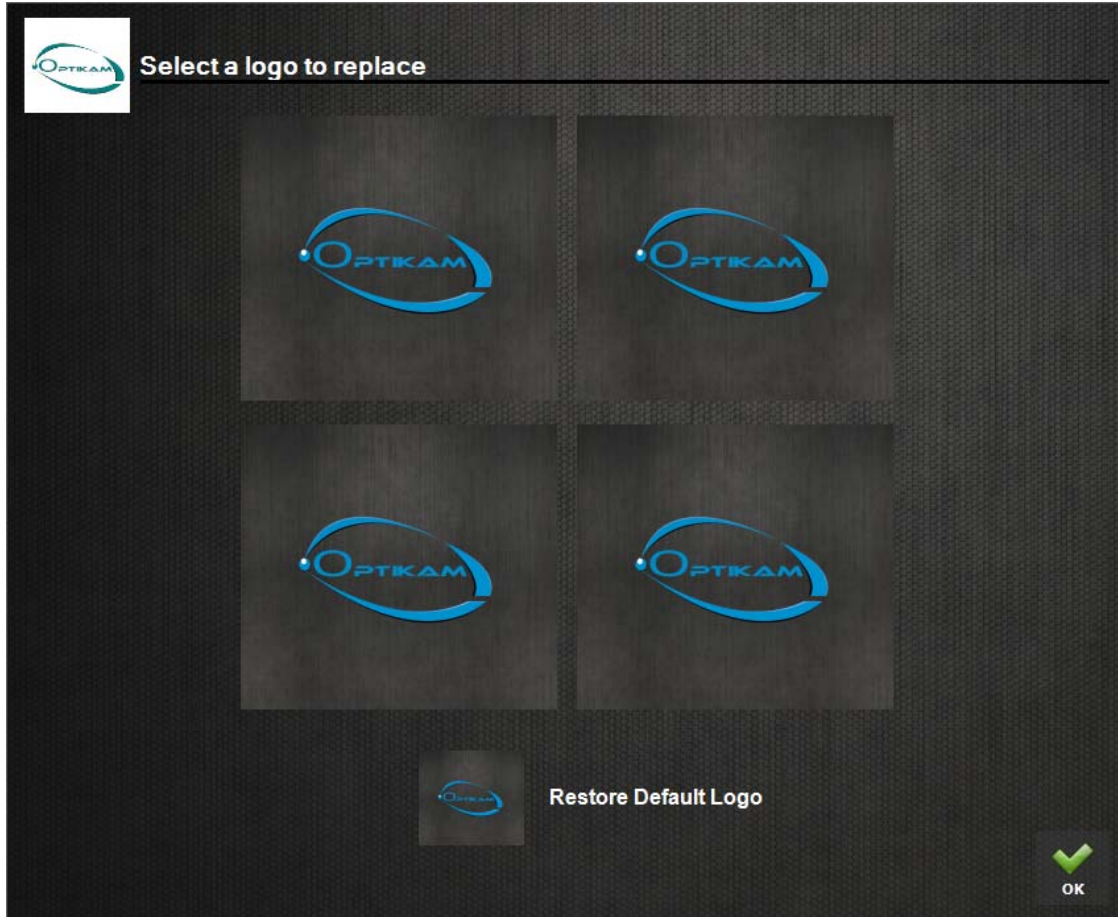 OPTIKAM
Select a logo to replace
OPTIKAM
OPTIKAM
OPTIKAM
OPTIKAM
OPTIKAM
Restore Default Logo
OK